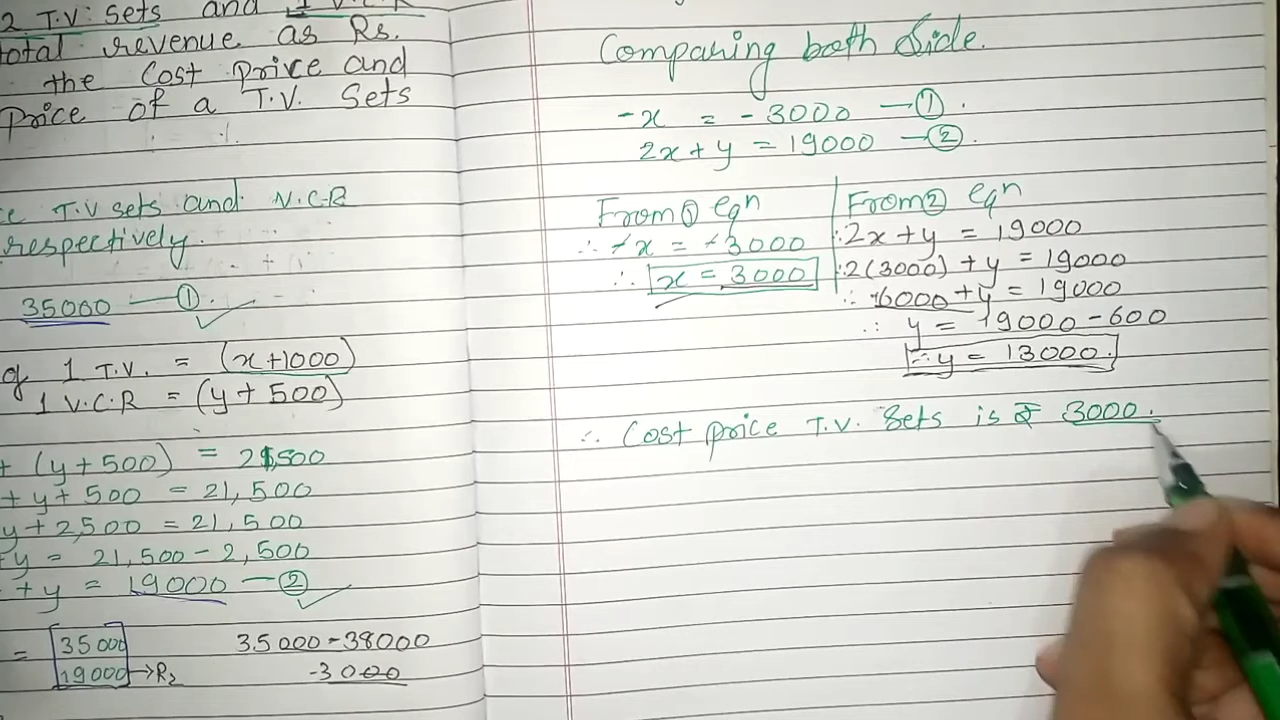 2 T.V. Sets and 1 V.C.R
total revenue as Rs.
the Cost Price and
Price of a T.V. Sets
T.V sets and V.C.R
respectively.
35000 — ①.
of 1 T.V. = (x+1000)
1 V.C.R = (y+500)
+ (y+500) = 21,500
+ y + 500 = 21,500
y + 2,500 = 21,500
y = 21,500 - 2,500
+ y = 19000 — ②
= 35000 35000-38000
19000 → R₂ -3000
Comparing both Side.
-x = -3000 — ①.
2x + y = 19000 — ②.
From ① eqn
∴ -x = -3000
∴ x = 3000
From ② eqn
∴ 2x + y = 19000
∴ 2(3000) + y = 19000
∴ 6000 + y = 19000
∴ y = 19000 - 600
∴ y = 13000.
∴ Cost price T.V. Sets is ₹ 3000.